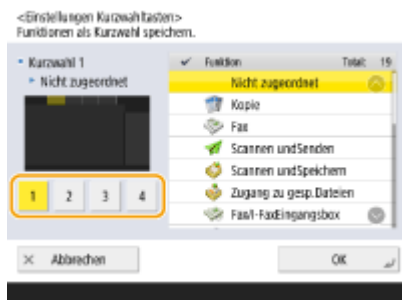 <Einstellungen Kurzwahltasten>
Funktionen als Kurzwahl speichern.
Kurzwahl 1
Nicht zugeordnet
1 2 3 4
✓ Funktion Total: 19
Nicht zugeordnet
Kopie
Fax
Scannen undSenden
Scannen undSpeichern
Zugang zu gesp.Dateien
Fax/I-FaxEingangsbox
× Abbrechen OK